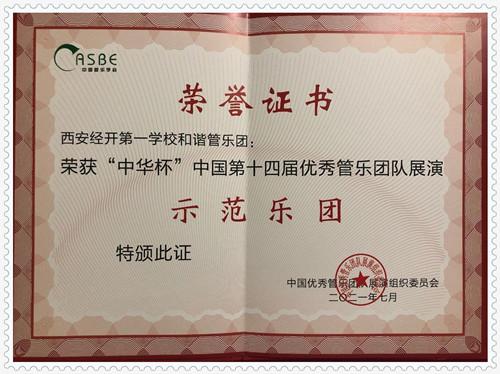 CASBE
中国管乐学会
荣誉证书
西安经开第一学校和谐管乐团：
荣获“中华杯”中国第十四届优秀管乐团队展演
示范乐团
特颁此证
中国优秀管乐团队展演组织委员会
二〇二一年七月